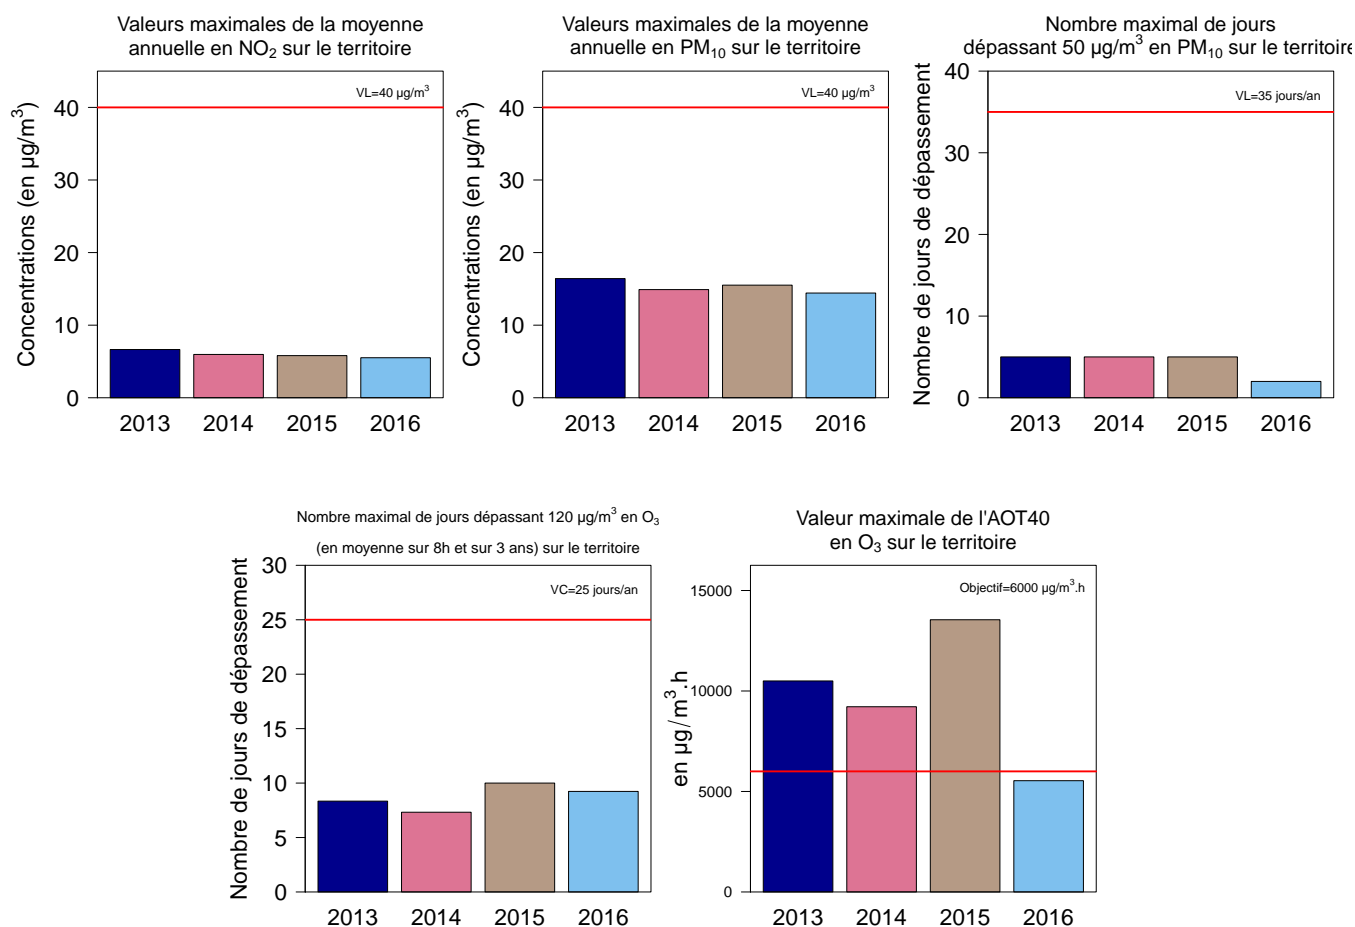 Valeurs maximales de la moyenne
annuelle en NO₂ sur le territoire
Concentrations (en µg/m³)
VL=40 µg/m³
40
30
20
10
0
2013 2014 2015 2016
Valeurs maximales de la moyenne
annuelle en PM₁₀ sur le territoire
Concentrations (en µg/m³)
VL=40 µg/m³
40
30
20
10
0
2013 2014 2015 2016
Nombre maximal de jours
dépassant 50 µg/m³ en PM₁₀ sur le territoire
Nombre de jours de dépassement
VL=35 jours/an
40
30
20
10
0
2013 2014 2015 2016
Nombre maximal de jours dépassant 120 µg/m³ en O₃
(en moyenne sur 8h et sur 3 ans) sur le territoire
Nombre de jours de dépassement
VC=25 jours/an
30
25
20
15
10
5
0
2013 2014 2015 2016
Valeur maximale de l'AOT40
en O₃ sur le territoire
en µg/m³.h
Objectif=6000 µg/m³.h
15000
10000
5000
0
2013 2014 2015 2016